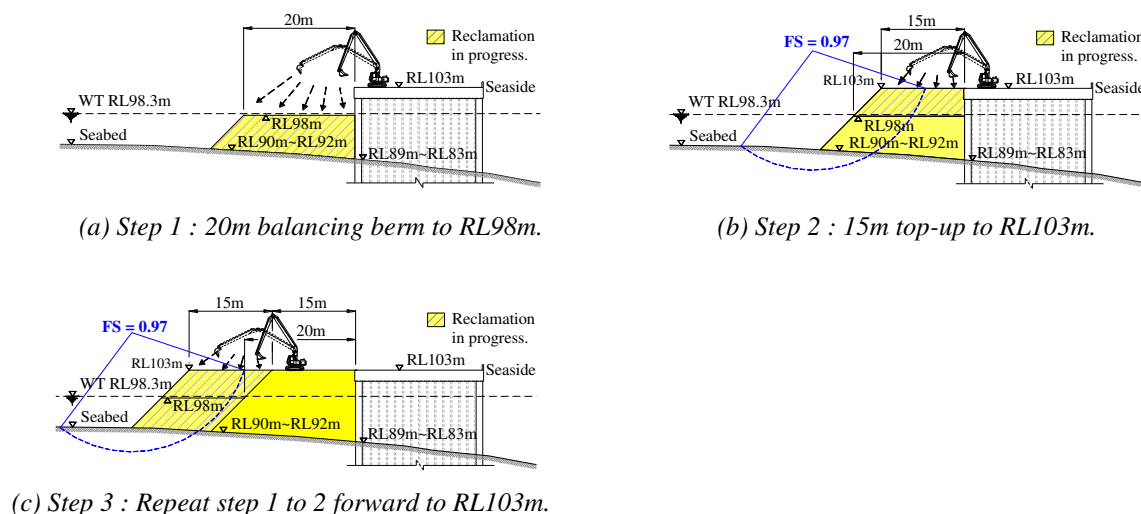 20m
Reclamation
in progress.
RL103m
Seaside
WT RL98.3m
RL98m
Seabed
RL90m~RL92m
RL89m~RL83m
(a) Step 1 : 20m balancing berm to RL98m.
15m
FS = 0.97
20m
Reclamation
in progress.
RL103m
RL103m
Seaside
WT RL98.3m
RL98m
Seabed
RL90m~RL92m
RL89m~RL83m
(b) Step 2 : 15m top-up to RL103m.
15m 15m
FS = 0.97
20m
Reclamation
in progress.
RL103m
RL103m
Seaside
WT RL98.3m
RL98m
Seabed
RL90m~RL92m
RL89m~RL83m
(c) Step 3 : Repeat step 1 to 2 forward to RL103m.